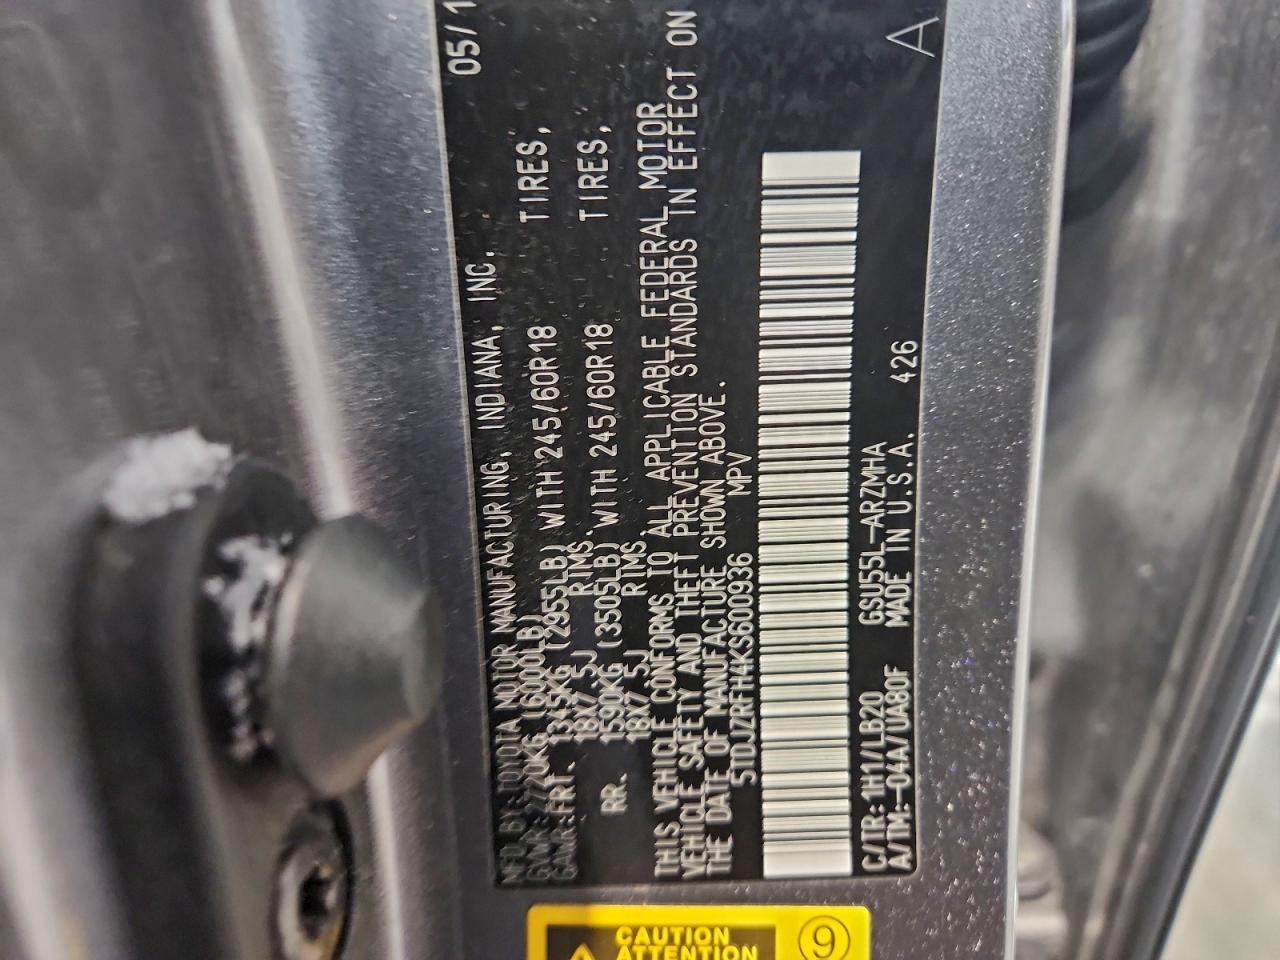 05/1
MFD. BY: TOYOTA MOTOR MANUFACTURING, INDIANA, INC.
GVWR: 2720KG (6000LB)
GAWR: FRT. 1345KG (2955LB) WITH 245/60R18 TIRES,
18X7.5J RIMS.
RR. 1590KG (3505LB) WITH 245/60R18 TIRES,
18X7.5J RIMS.
THIS VEHICLE CONFORMS TO ALL APPLICABLE FEDERAL MOTOR
VEHICLE SAFETY AND THEFT PREVENTION STANDARDS IN EFFECT ON
THE DATE OF MANUFACTURE SHOWN ABOVE.
5TDJZRFH4KS600936 MPV
C/TR: 1H1/LB20 GSU55L-ARZMHA
A/TM: -04A/UA80F MADE IN U.S.A. 426
A
CAUTION
ATTENTION
9